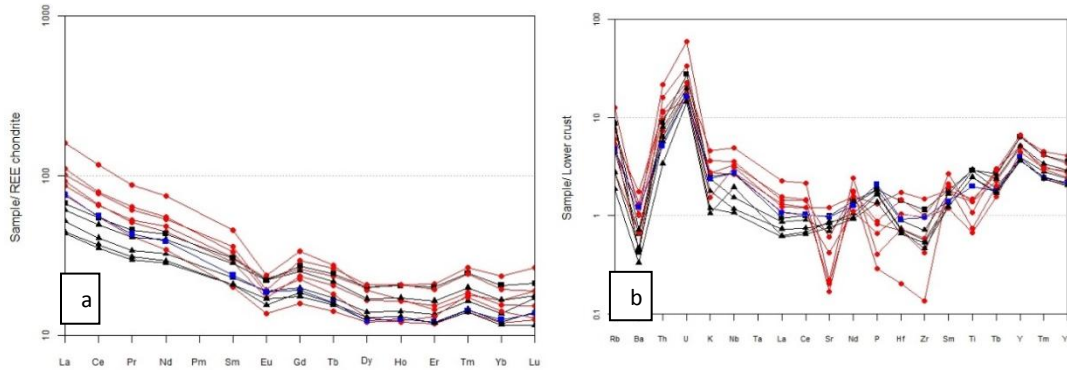 Sample/ REE chondrite
1000
100
10
a
La Ce Pr Nd Pm Sm Eu Gd Tb Dy Ho Er Tm Yb Lu
Sample/ Lower crust
100
10
1
0.1
b
Rb Ba Th U K Nb Ta La Ce Sr Nd P Hf Zr Sm Ti Tb Y Tm Y